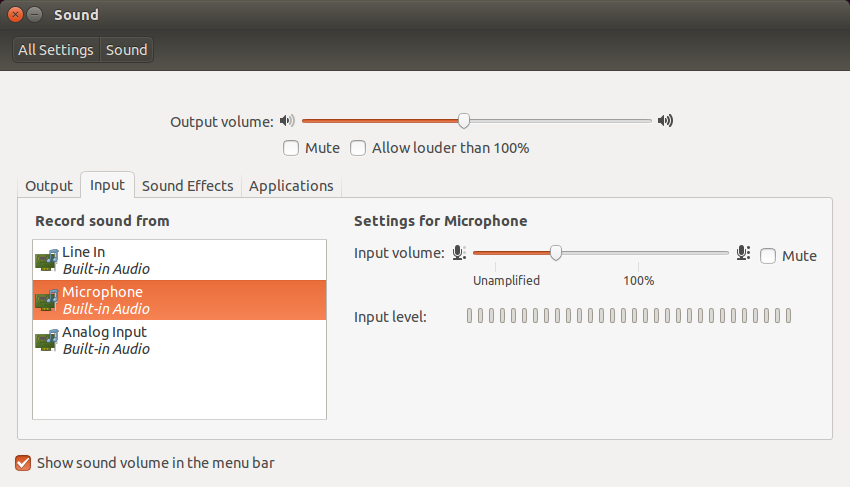 Sound
All Settings Sound
Output volume:
Mute Allow louder than 100%
Output Input Sound Effects Applications
Record sound from
Line In
Built-in Audio
Microphone
Built-in Audio
Analog Input
Built-in Audio
Settings for Microphone
Input volume: Mute
Unamplified 100%
Input level:
Show sound volume in the menu bar